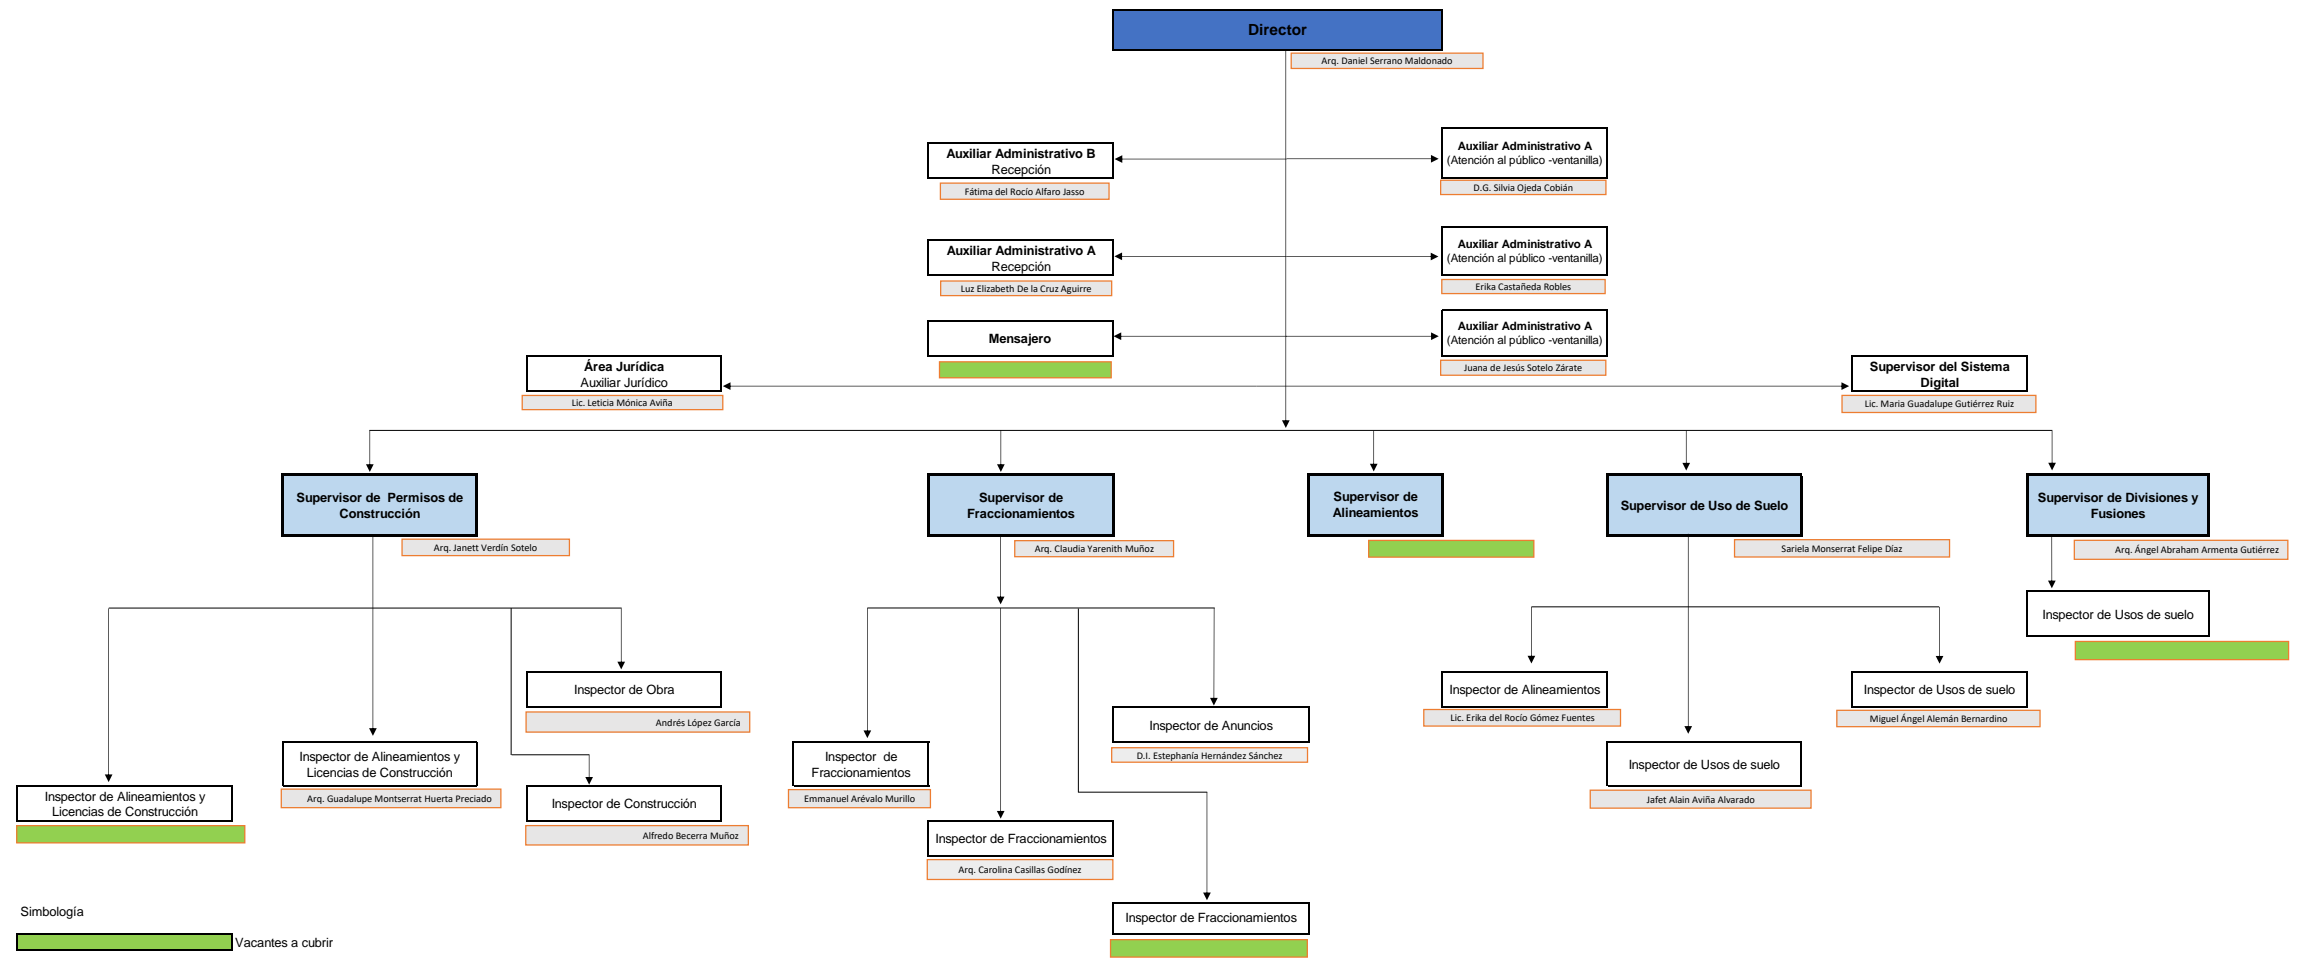 Director
Arq. Daniel Serrano Maldonado
Auxiliar Administrativo B
Recepción
Fátima del Rocío Alfaro Jasso
Auxiliar Administrativo A
(Atención al público -ventanilla)
D.G. Silvia Ojeda Cobián
Auxiliar Administrativo A
Recepción
Luz Elizabeth De la Cruz Aguirre
Auxiliar Administrativo A
(Atención al público -ventanilla)
Erika Castañeda Robles
Mensajero
Auxiliar Administrativo A
(Atención al público -ventanilla)
Juana de Jesús Sotelo Zárate
Área Jurídica
Auxiliar Jurídico
Lic. Leticia Mónica Aviña
Supervisor del Sistema
Digital
Lic. Maria Guadalupe Gutiérrez Ruiz
Supervisor de Permisos de
Construcción
Arq. Janett Verdín Sotelo
Supervisor de
Fraccionamientos
Arq. Claudia Yarenith Muñoz
Supervisor de
Alineamientos
Supervisor de Uso de Suelo
Sariela Monserrat Felipe Díaz
Supervisor de Divisiones y
Fusiones
Arq. Ángel Abraham Armenta Gutiérrez
Inspector de Usos de suelo
Inspector de Obra
Andrés López García
Inspector de Alineamientos y
Licencias de Construcción
Arq. Guadalupe Montserrat Huerta Preciado
Inspector de Alineamientos y
Licencias de Construcción
Inspector de Construcción
Alfredo Becerra Muñoz
Inspector de
Fraccionamientos
Emmanuel Arévalo Murillo
Inspector de Anuncios
D.I. Estephanía Hernández Sánchez
Inspector de Fraccionamientos
Arq. Carolina Casillas Godínez
Inspector de Fraccionamientos
Inspector de Alineamientos
Lic. Erika del Rocío Gómez Fuentes
Inspector de Usos de suelo
Jafet Alain Aviña Alvarado
Inspector de Usos de suelo
Miguel Ángel Alemán Bernardino
Simbología
Vacantes a cubrir